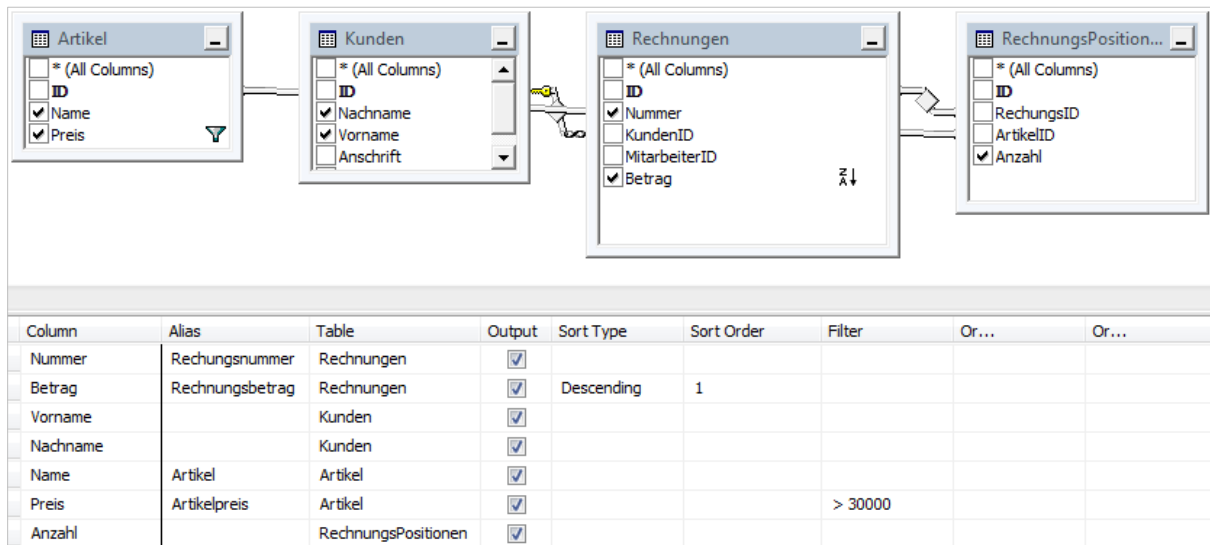 Artikel
* (All Columns)
ID
Name
Preis
Kunden
* (All Columns)
ID
Nachname
Vorname
Anschrift
Rechnungen
* (All Columns)
ID
Nummer
KundenID
MitarbeiterID
Betrag
RechnungsPosition...
* (All Columns)
ID
RechungsID
ArtikelID
Anzahl
Column Alias Table Output Sort Type Sort Order Filter Or... Or...
Nummer Rechungsnummer Rechnungen
Betrag Rechnungsbetrag Rechnungen Descending 1
Vorname Kunden
Nachname Kunden
Name Artikel Artikel
Preis Artikelpreis Artikel > 30000
Anzahl RechnungsPositionen